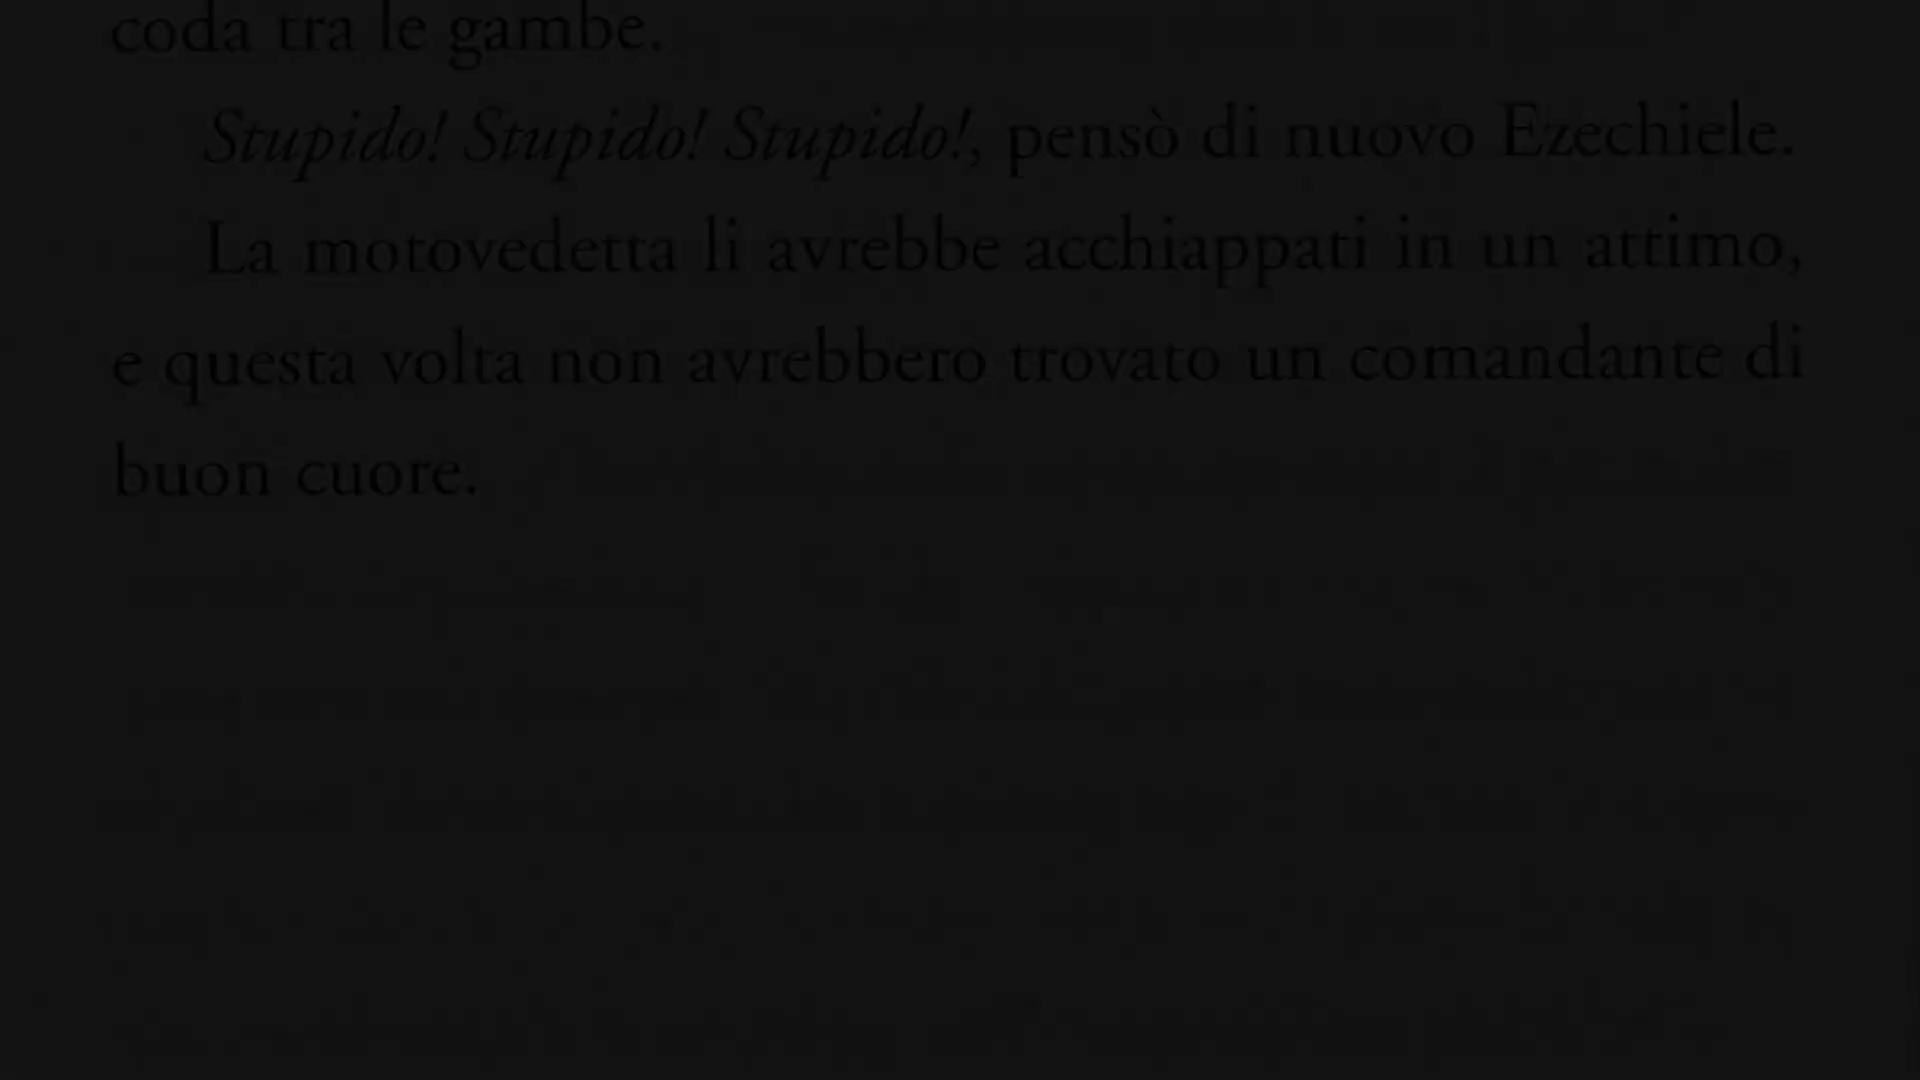 coda tra le gambe.
Stupido! Stupido! Stupido!, pensò di nuovo Ezechiele.
La motovedetta li avrebbe acchiappati in un attimo,
e questa volta non avrebbero trovato un comandante di
buon cuore.